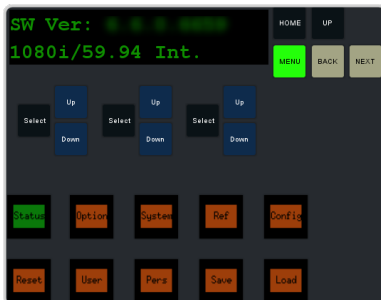 SW Ver:
1080i/59.94 Int.
HOME UP
MENU BACK NEXT
Up Up Up
Select Select Select
Down Down Down
Status Option System Ref Config
Reset User Pers Save Load